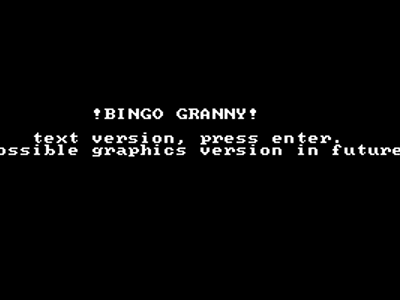 !BINGO GRANNY!
text version, press enter.
ossible graphics version in future